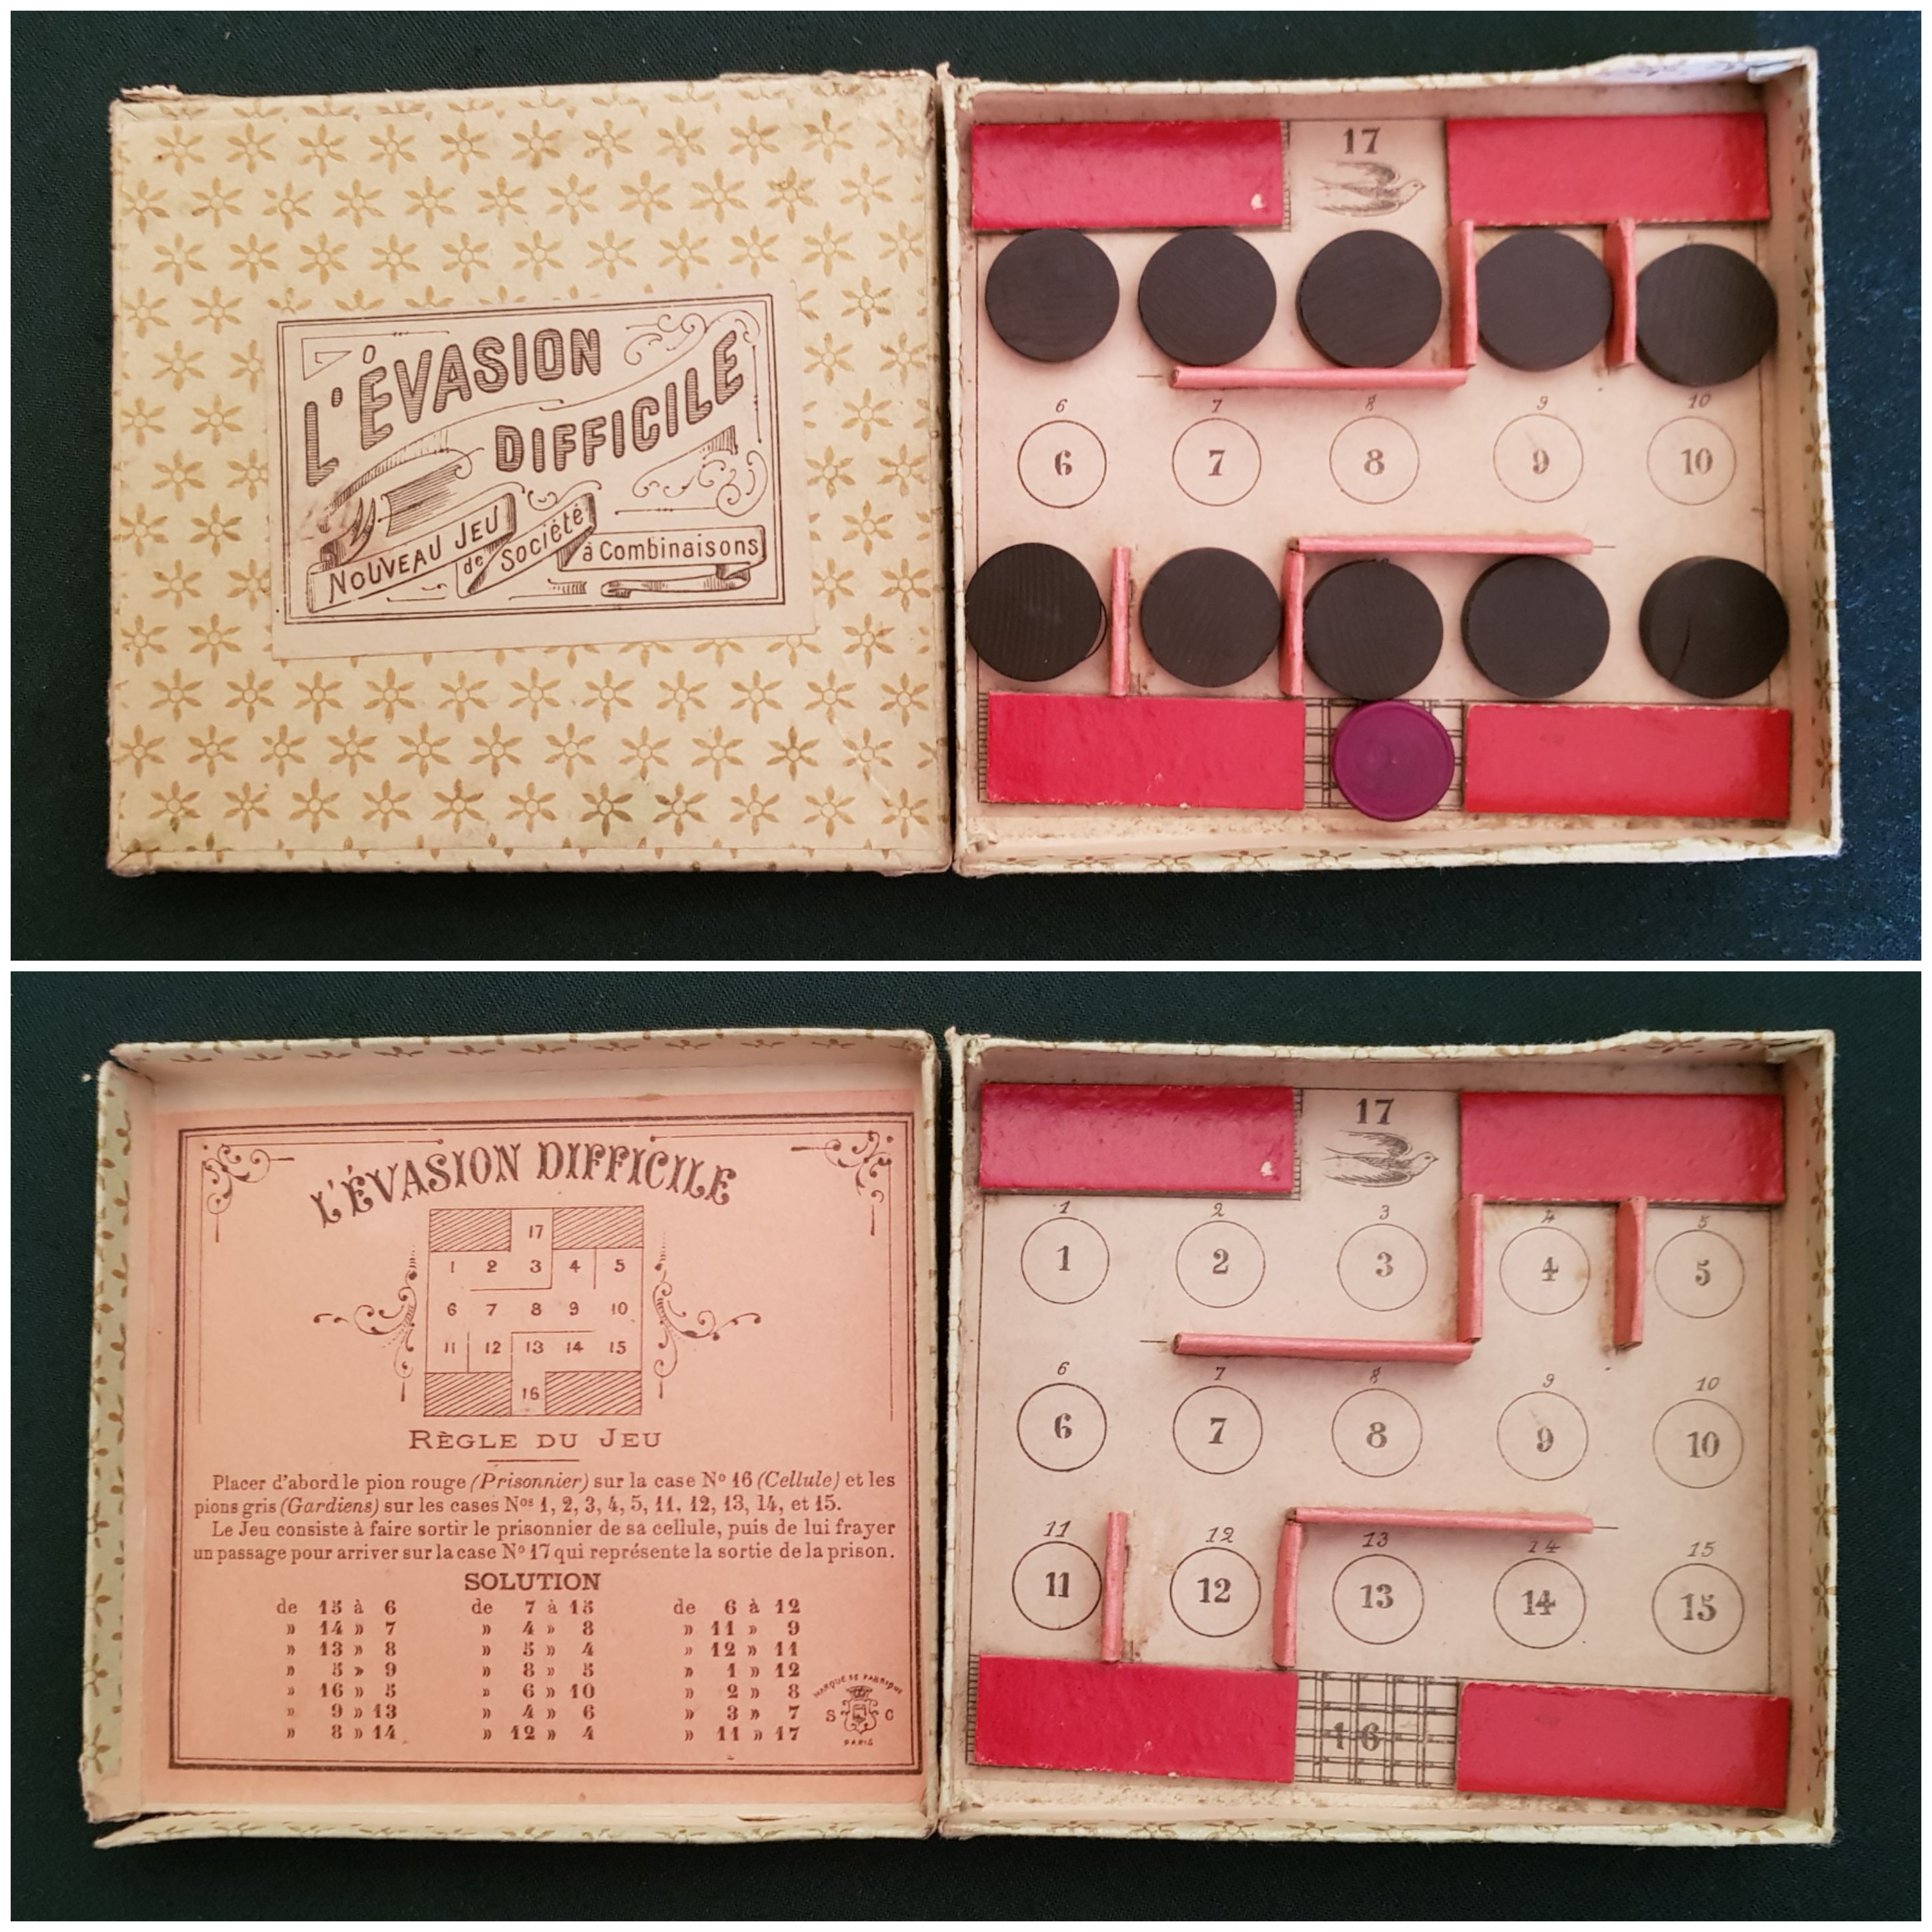 L'ÉVASION
DIFFICILE
NOUVEAU JEU
de Société
à Combinaisons
17
6 7 8 9 10
6 7 8 9 10
L'ÉVASION DIFFICILE
17
1 2 3 4 5
6 7 8 9 10
11 12 13 14 15
16
RÈGLE DU JEU
Placer d'abord le pion rouge (Prisonnier) sur la case No 16 (Cellule) et les
pions gris (Gardiens) sur les cases Nos 1, 2, 3, 4, 5, 11, 12, 13, 14, et 15.
Le Jeu consiste à faire sortir le prisonnier de sa cellule, puis de lui frayer
un passage pour arriver sur la case No 17 qui représente la sortie de la prison.
SOLUTION
de 15 à 6 de 7 à 15 de 6 à 12
» 14 » 7 » 4 » 8 » 11 » 9
» 13 » 8 » 5 » 4 » 12 » 11
» 5 » 9 » 8 » 5 » 1 » 12
» 16 » 5 » 6 » 10 » 2 » 8
» 9 » 13 » 4 » 6 » 3 » 7
» 8 » 14 » 12 » 4 » 11 » 17
MARQUE DE FABRIQUE
S C
PARIS
17
1 2 3 4 5
1 2 3 4 5
6 7 8 9 10
6 7 8 9 10
11 12 13 14 15
11 12 13 14 15
16